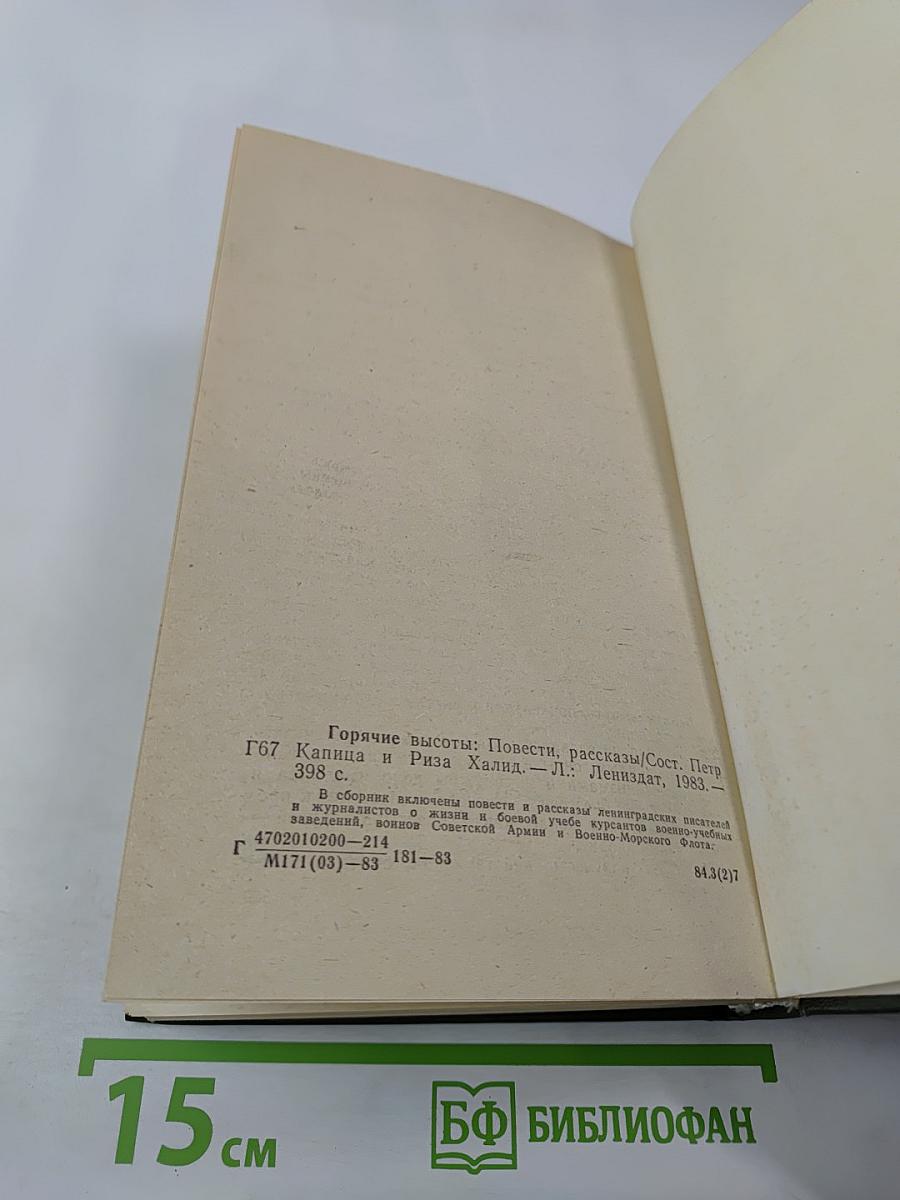 Горячие высоты: Повести, рассказы/Сост. Петр
Г67 Капица и Риза Халид. — Л.: Лениздат, 1983. —
398 с.
В сборник включены повести и рассказы ленинградских писателей
и журналистов о жизни и боевой учебе курсантов военно-учебных
заведений, воинов Советской Армии и Военно-Морского Флота.
Г 4702010200—214
М171(03)—83 181—83
84.3(2)7
15 см
БФ БИБЛИОФАН